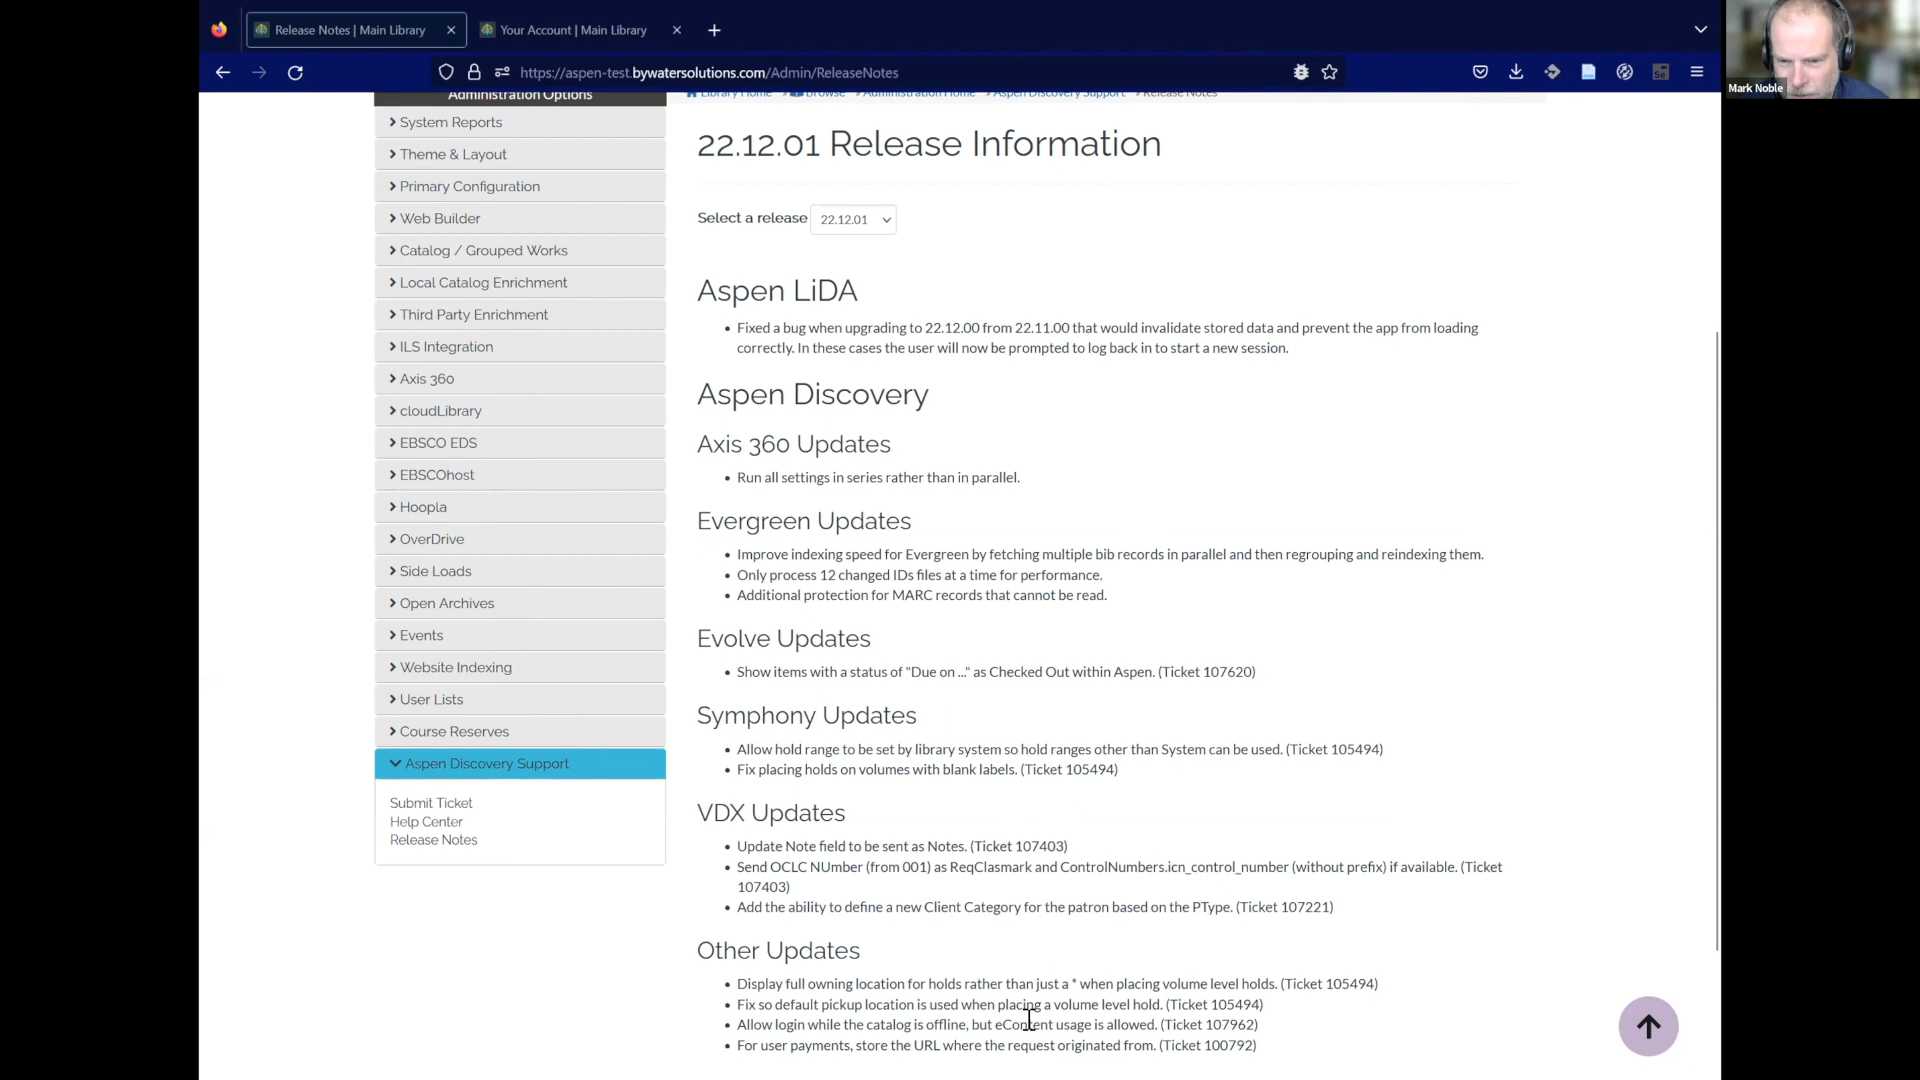 Release Notes | Main Library
Your Account | Main Library
https://aspen-test.bywatersolutions.com/Admin/ReleaseNotes
Mark Noble
Administration Options
Library Home » Browse » Administration Home » Aspen Discovery Support » Release Notes
System Reports
Theme & Layout
Primary Configuration
Web Builder
Catalog / Grouped Works
Local Catalog Enrichment
Third Party Enrichment
ILS Integration
Axis 360
cloudLibrary
EBSCO EDS
EBSCOhost
Hoopla
OverDrive
Side Loads
Open Archives
Events
Website Indexing
User Lists
Course Reserves
Aspen Discovery Support
Submit Ticket
Help Center
Release Notes
22.12.01 Release Information
Select a release 22.12.01
Aspen LiDA
• Fixed a bug when upgrading to 22.12.00 from 22.11.00 that would invalidate stored data and prevent the app from loading
correctly. In these cases the user will now be prompted to log back in to start a new session.
Aspen Discovery
Axis 360 Updates
• Run all settings in series rather than in parallel.
Evergreen Updates
• Improve indexing speed for Evergreen by fetching multiple bib records in parallel and then regrouping and reindexing them.
• Only process 12 changed IDs files at a time for performance.
• Additional protection for MARC records that cannot be read.
Evolve Updates
• Show items with a status of "Due on ..." as Checked Out within Aspen. (Ticket 107620)
Symphony Updates
• Allow hold range to be set by library system so hold ranges other than System can be used. (Ticket 105494)
• Fix placing holds on volumes with blank labels. (Ticket 105494)
VDX Updates
• Update Note field to be sent as Notes. (Ticket 107403)
• Send OCLC NUmber (from 001) as ReqClasmark and ControlNumbers.icn_control_number (without prefix) if available. (Ticket
107403)
• Add the ability to define a new Client Category for the patron based on the PType. (Ticket 107221)
Other Updates
• Display full owning location for holds rather than just a * when placing volume level holds. (Ticket 105494)
• Fix so default pickup location is used when placing a volume level hold. (Ticket 105494)
• Allow login while the catalog is offline, but eContent usage is allowed. (Ticket 107962)
• For user payments, store the URL where the request originated from. (Ticket 100792)